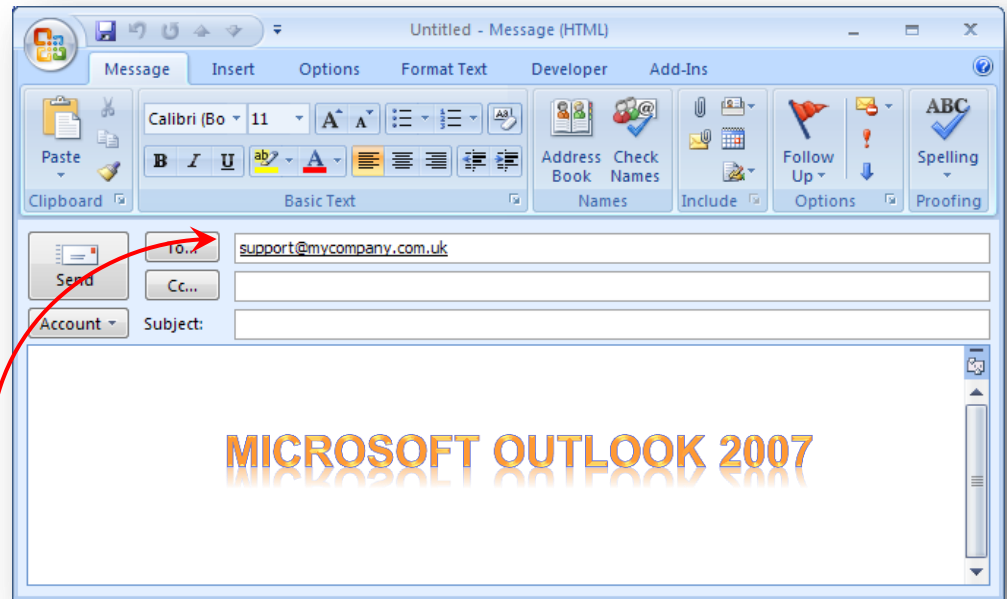 Untitled - Message (HTML)
Message Insert Options Format Text Developer Add-Ins
Calibri (Bo 11 A A
Paste B I U ab A
Address Book Check Names
Follow Up
ABC Spelling
Clipboard Basic Text Names Include Options Proofing
To... support@mycompany.com.uk
Send
Cc...
Account Subject:
MICROSOFT OUTLOOK 2007